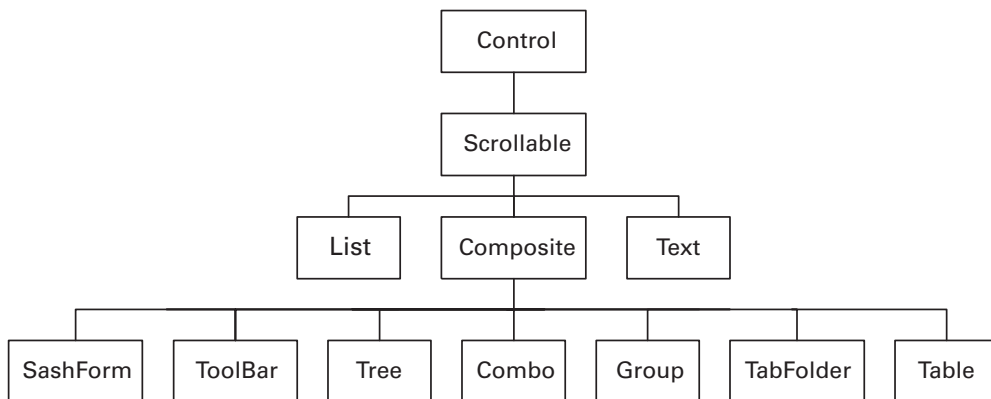 Control
Scrollable
List Composite Text
SashForm ToolBar Tree Combo Group TabFolder Table